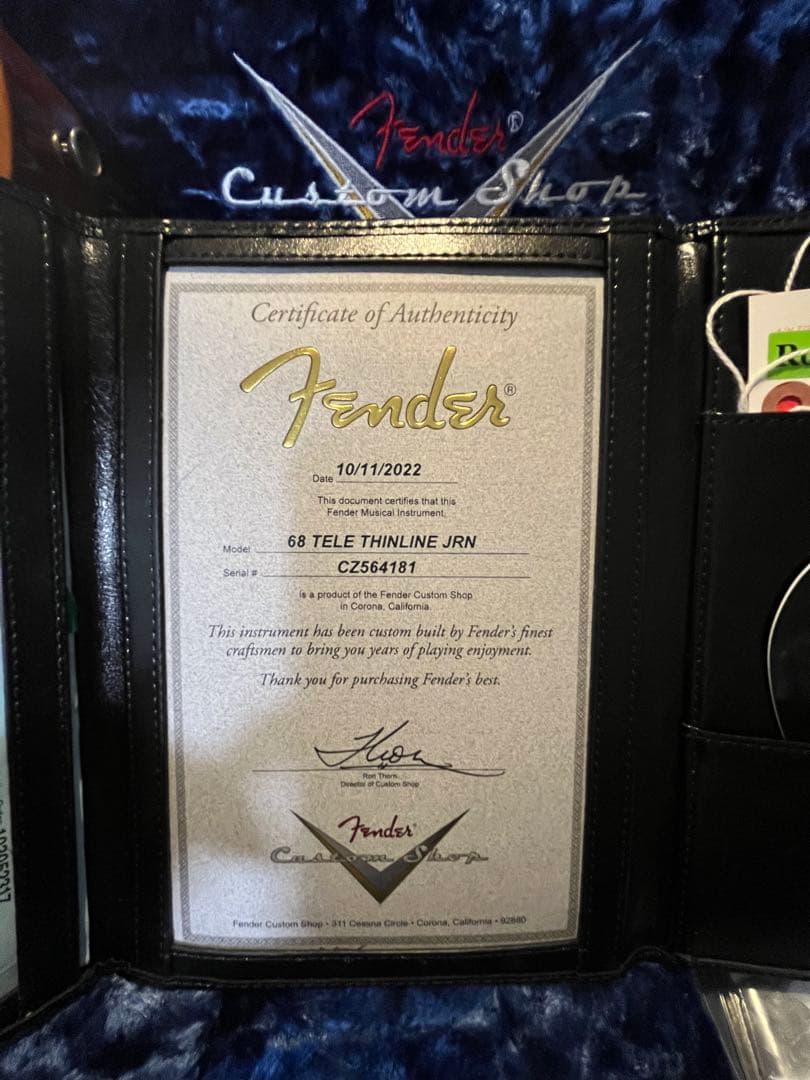 Fender®
Custom Shop
Certificate of Authenticity
Fender®
Date 10/11/2022
This document certifies that this
Fender Musical Instrument,
Model 68 TELE THINLINE JRN
Serial # CZ564181
is a product of the Fender Custom Shop
in Corona, California.
This instrument has been custom built by Fender's finest
craftsmen to bring you years of playing enjoyment.
Thank you for purchasing Fender's best.
Ron Thorn
Director of Custom Shop
Fender
Custom Shop
Fender Custom Shop • 311 Cessna Circle • Corona, California • 92880